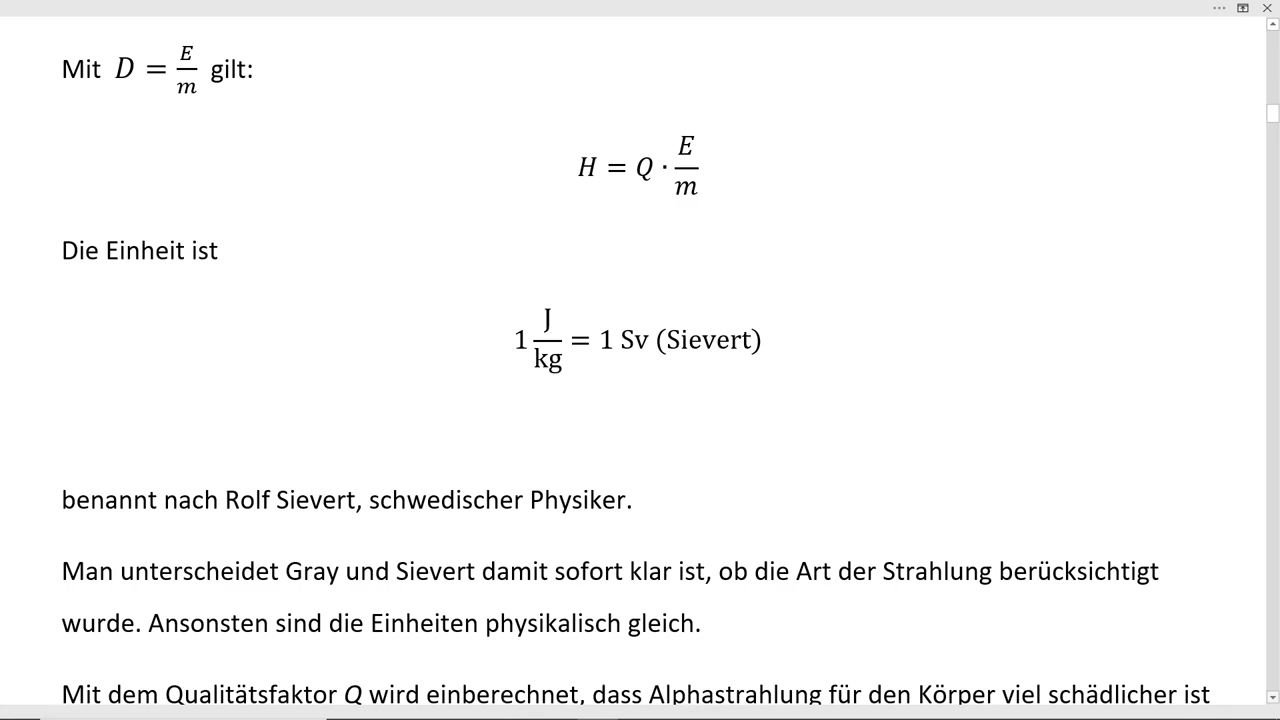 Mit D = E/m gilt:
H = Q · E/m
Die Einheit ist
1 J/kg = 1 Sv (Sievert)
benannt nach Rolf Sievert, schwedischer Physiker.
Man unterscheidet Gray und Sievert damit sofort klar ist, ob die Art der Strahlung berücksichtigt
wurde. Ansonsten sind die Einheiten physikalisch gleich.
Mit dem Qualitätsfaktor Q wird einberechnet, dass Alphastrahlung für den Körper viel schädlicher ist